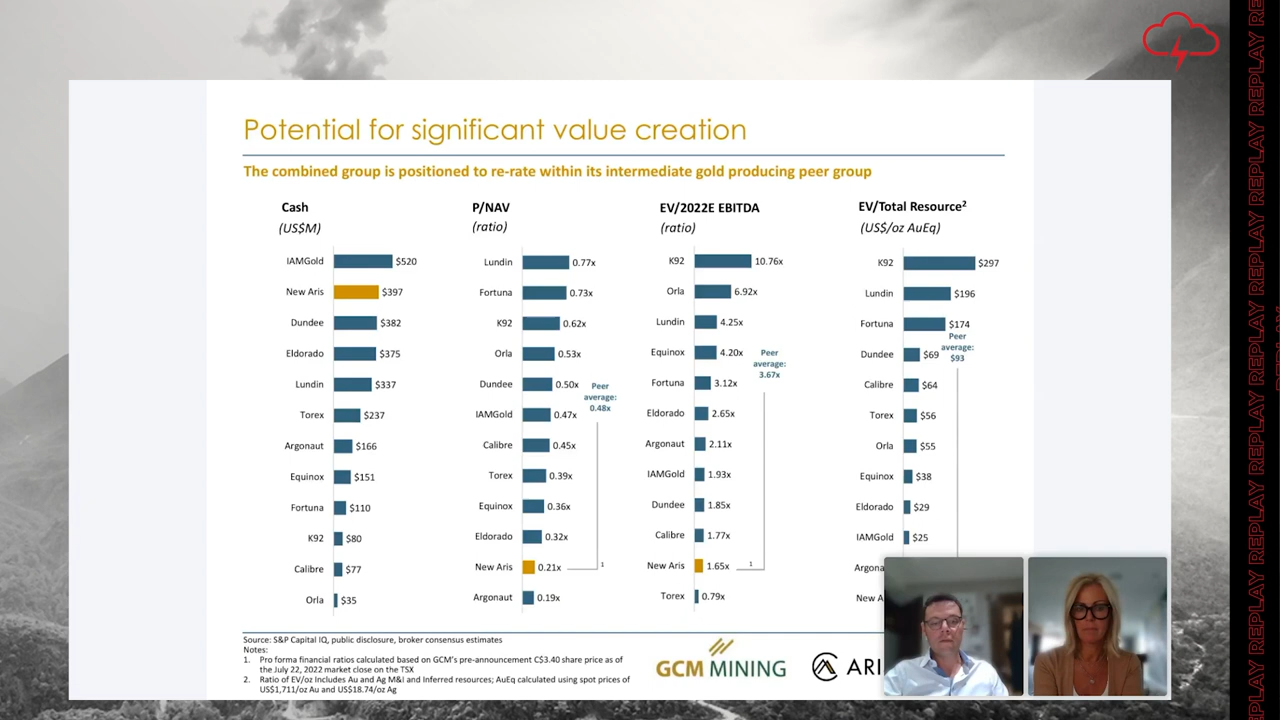 Potential for significant value creation
The combined group is positioned to re-rate within its intermediate gold producing peer group
Cash
(US$M)
IAMGold $520
New Aris $397
Dundee $382
Eldorado $375
Lundin $337
Torex $237
Argonaut $166
Equinox $151
Fortuna $110
K92 $80
Calibre $77
Orla $35
P/NAV
(ratio)
Lundin 0.77x
Fortuna 0.73x
K92 0.62x
Orla 0.53x
Dundee 0.50x
IAMGold 0.47x
Calibre 0.45x
Torex 0.39x
Equinox 0.36x
Eldorado 0.32x
New Aris 0.21x
Argonaut 0.19x
Peer
average:
0.48x
1
EV/2022E EBITDA
(ratio)
K92 10.76x
Orla 6.92x
Lundin 4.25x
Equinox 4.20x
Fortuna 3.12x
Eldorado 2.65x
Argonaut 2.11x
IAMGold 1.93x
Dundee 1.85x
Calibre 1.77x
New Aris 1.65x
Torex 0.79x
Peer
average:
3.67x
1
EV/Total Resource²
(US$/oz AuEq)
K92 $297
Lundin $196
Fortuna $174
Dundee $69
Calibre $64
Torex $56
Orla $55
Equinox $38
Eldorado $29
IAMGold $25
Argona
New A
Peer
average:
$93
Source: S&P Capital IQ, public disclosure, broker consensus estimates
Notes:
1. Pro forma financial ratios calculated based on GCM's pre-announcement C$3.40 share price as of
the July 22, 2022 market close on the TSX
2. Ratio of EV/oz Includes Au and Ag M&I and Inferred resources; AuEq calculated using spot prices of
US$1,711/oz Au and US$18.74/oz Ag
GCM MINING
ARI
REPLAY REPLAY REPLAY REPLAY REPLAY REPLAY REPLAY